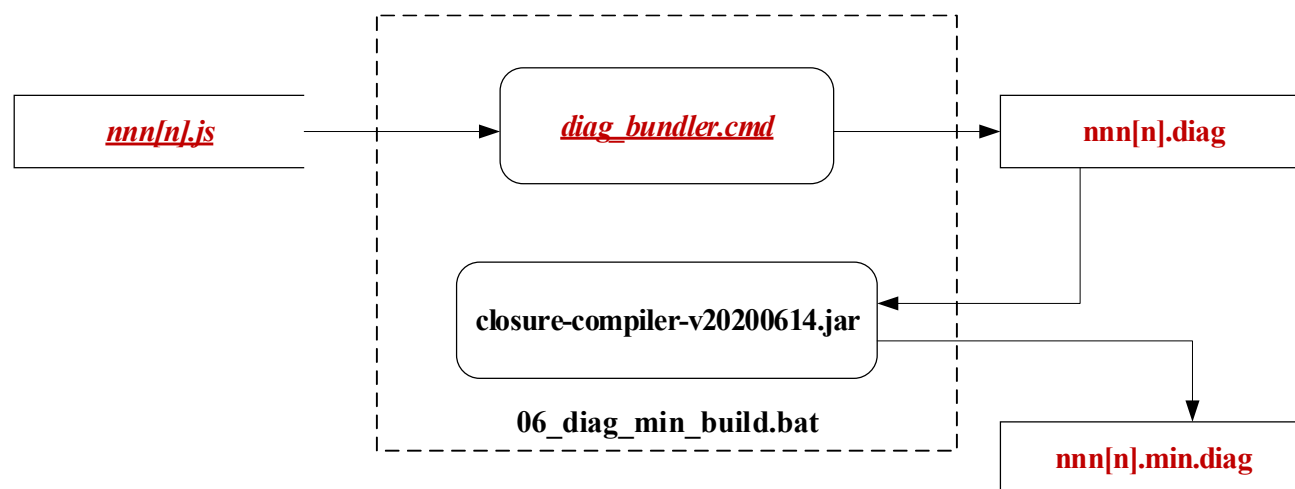 nnn[n].js
diag_bundler.cmd
nnn[n].diag
closure-compiler-v20200614.jar
06_diag_min_build.bat
nnn[n].min.diag